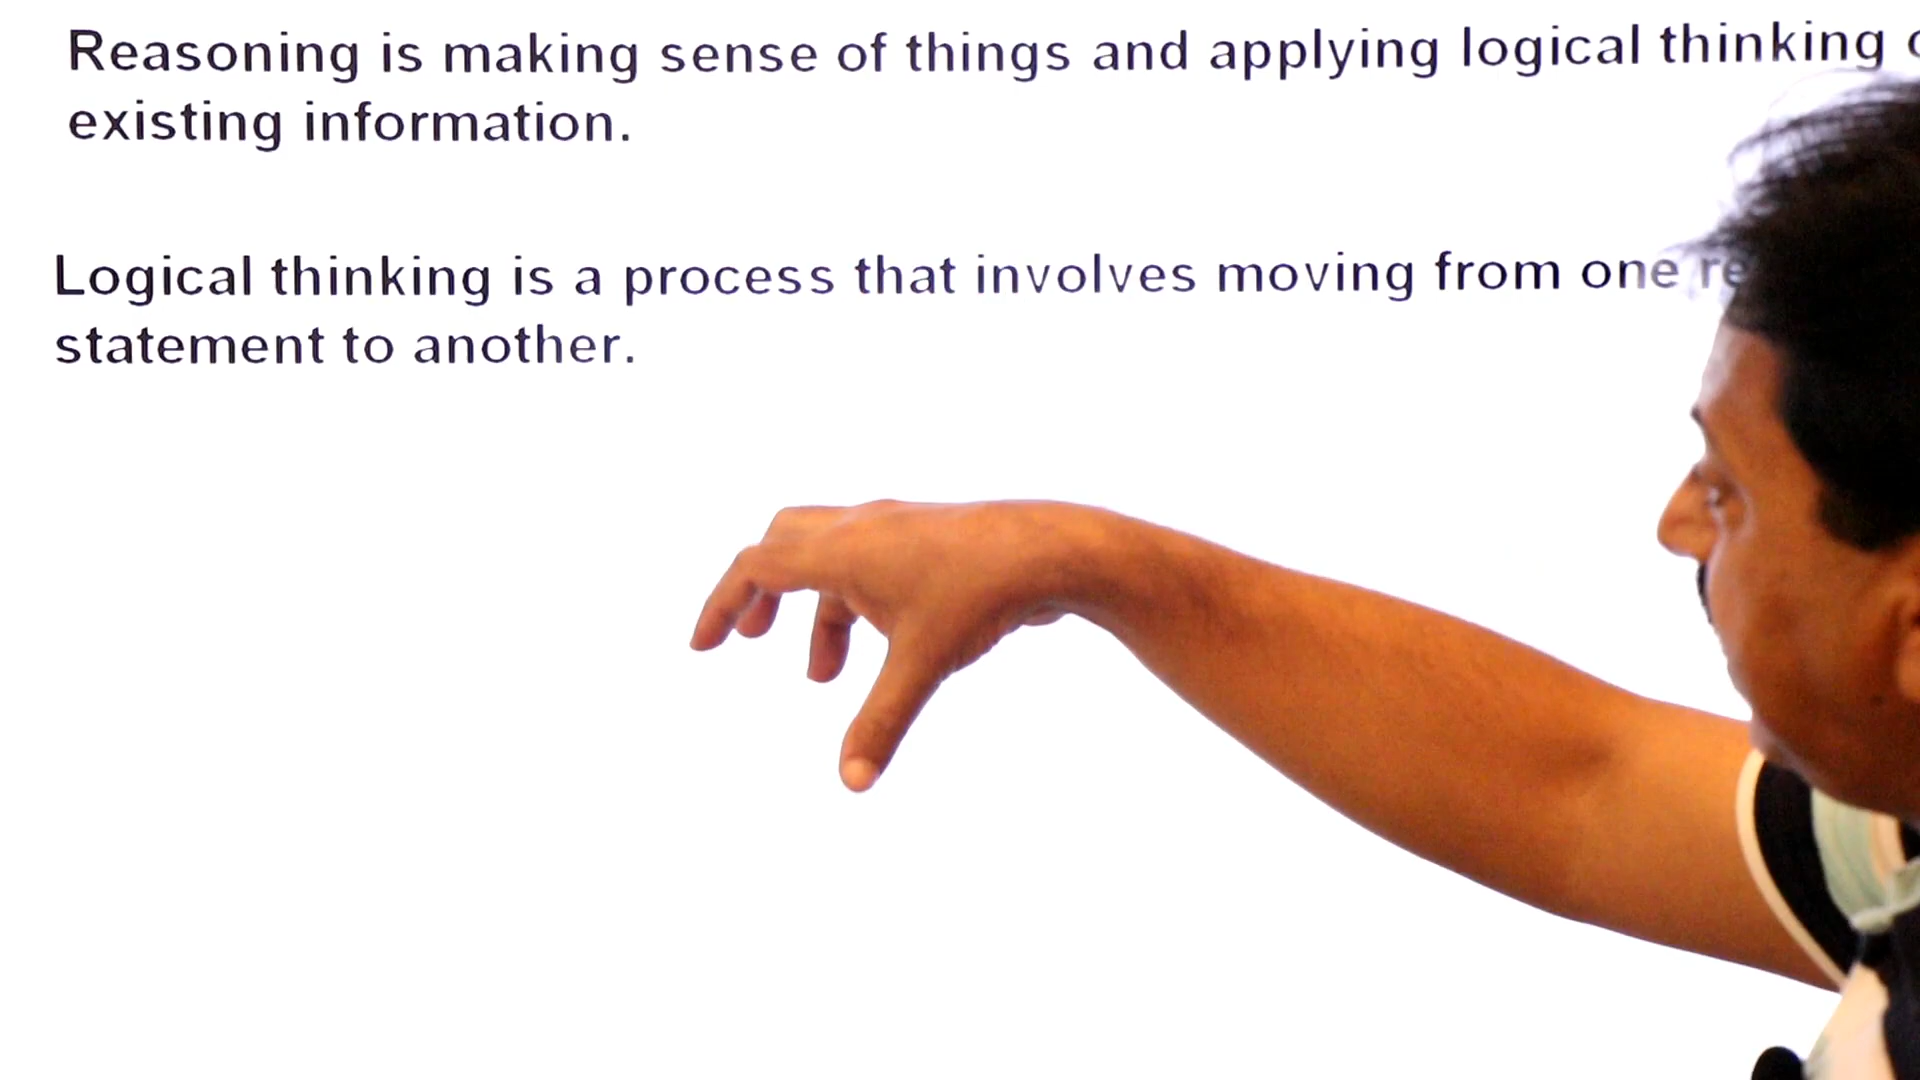 Reasoning is making sense of things and applying logical thinking
existing information.
Logical thinking is a process that involves moving from one
statement to another.